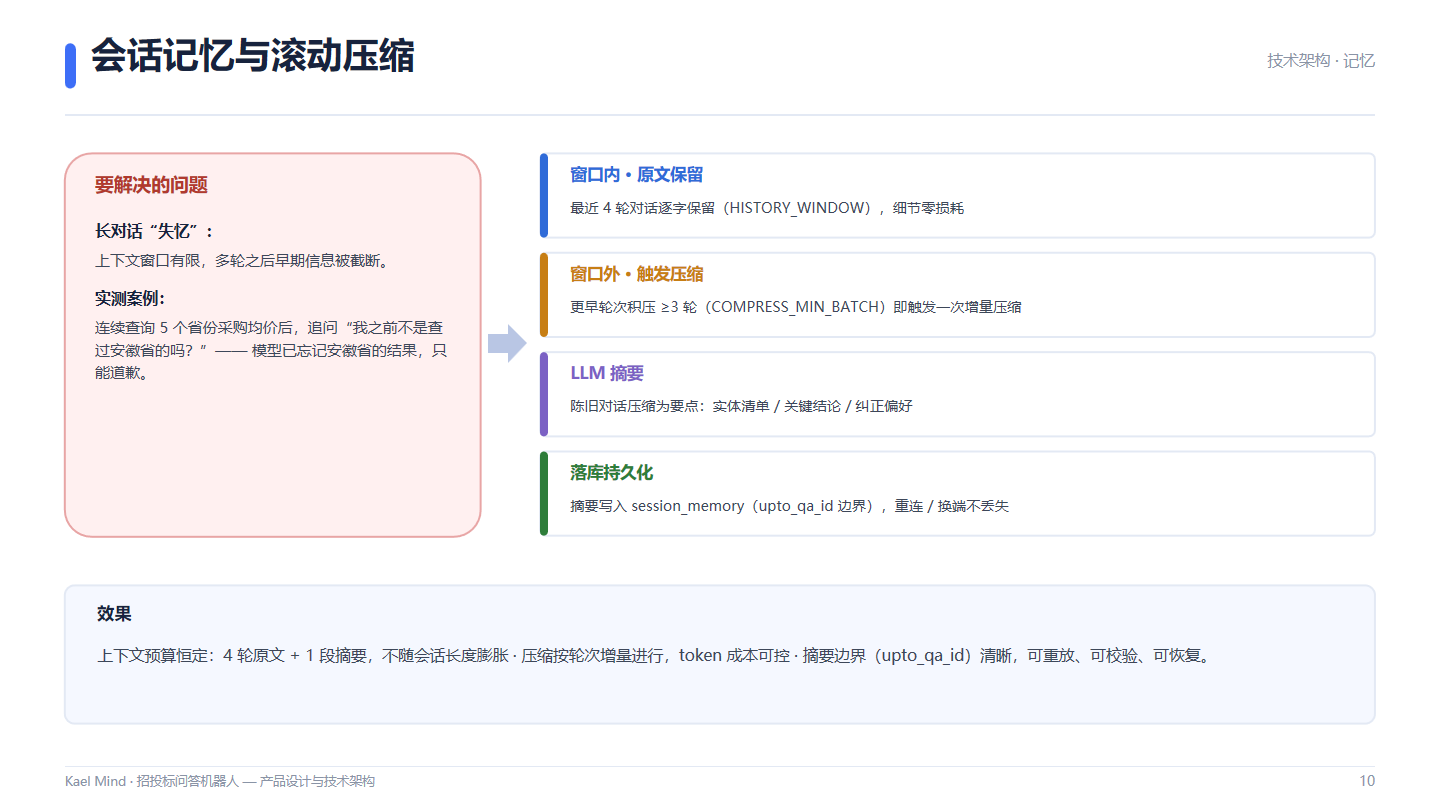 会话记忆与滚动压缩
技术架构 · 记忆
要解决的问题
长对话“失忆”：
上下文窗口有限，多轮之后早期信息被截断。
实测案例：
连续查询 5 个省份采购均价后，追问“我之前不是查
过安徽省的吗？”—— 模型已忘记安徽省的结果，只
能道歉。
窗口内 · 原文保留
最近 4 轮对话逐字保留（HISTORY_WINDOW），细节零损耗
窗口外 · 触发压缩
更早轮次积压 ≥3 轮（COMPRESS_MIN_BATCH）即触发一次增量压缩
LLM 摘要
陈旧对话压缩为要点：实体清单 / 关键结论 / 纠正偏好
落库持久化
摘要写入 session_memory（upto_qa_id 边界），重连 / 换端不丢失
效果
上下文预算恒定：4 轮原文 + 1 段摘要，不随会话长度膨胀 · 压缩按轮次增量进行，token 成本可控 · 摘要边界（upto_qa_id）清晰，可重放、可校验、可恢复。
Kael Mind · 招投标问答机器人 — 产品设计与技术架构
10